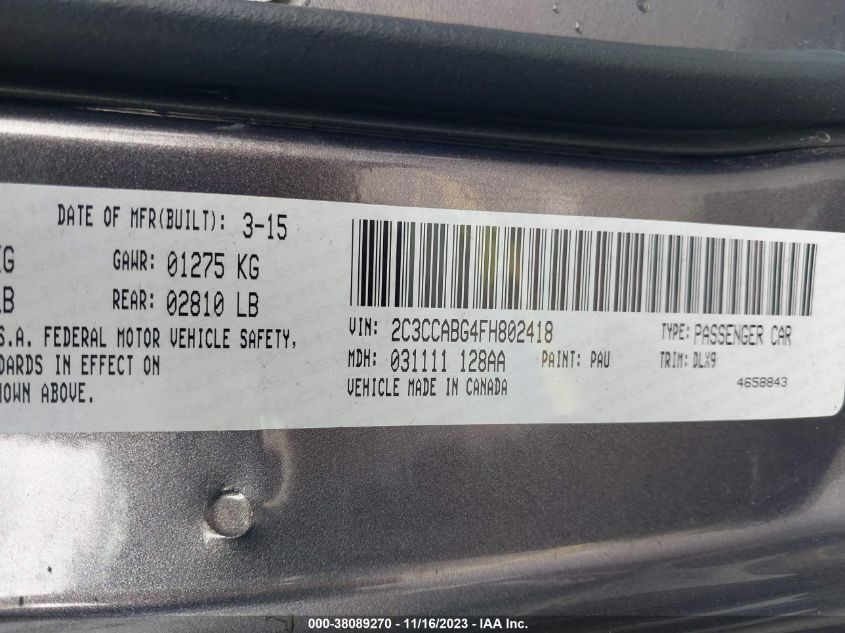 DATE OF MFR(BUILT): 3-15
GAWR: 01275 KG
REAR: 02810 LB
S.A. FEDERAL MOTOR VEHICLE SAFETY,
DARDS IN EFFECT ON
HOWN ABOVE.
VIN: 2C3CCABG4FH802418
TYPE: PASSENGER CAR
MDH: 031111 128AA
PAINT: PAU
TRIM: DLX9
VEHICLE MADE IN CANADA
4658843
000-38089270 - 11/16/2023 - IAA Inc.